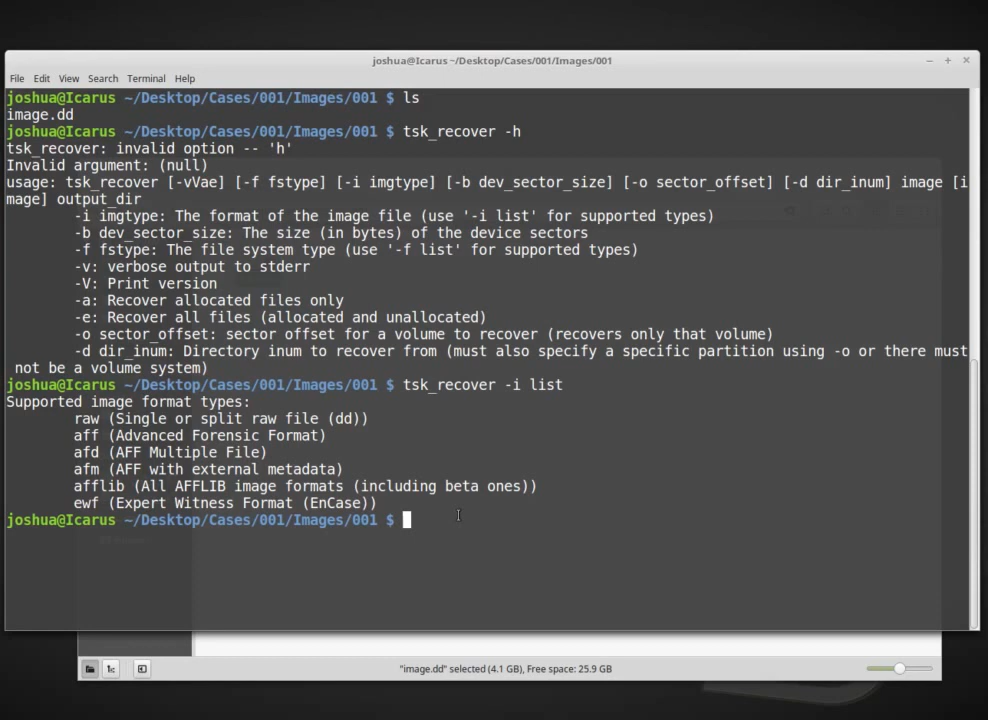 joshua@Icarus ~/Desktop/Cases/001/Images/001
File Edit View Search Terminal Help
joshua@Icarus ~/Desktop/Cases/001/Images/001 $ ls
image.dd
joshua@Icarus ~/Desktop/Cases/001/Images/001 $ tsk_recover -h
tsk_recover: invalid option -- 'h'
Invalid argument: (null)
usage: tsk_recover [-vVae] [-f fstype] [-i imgtype] [-b dev_sector_size] [-o sector_offset] [-d dir_inum] image [i
mage] output_dir
-i imgtype: The format of the image file (use '-i list' for supported types)
-b dev_sector_size: The size (in bytes) of the device sectors
-f fstype: The file system type (use '-f list' for supported types)
-v: verbose output to stderr
-V: Print version
-a: Recover allocated files only
-e: Recover all files (allocated and unallocated)
-o sector_offset: sector offset for a volume to recover (recovers only that volume)
-d dir_inum: Directory inum to recover from (must also specify a specific partition using -o or there must
not be a volume system)
joshua@Icarus ~/Desktop/Cases/001/Images/001 $ tsk_recover -i list
Supported image format types:
raw (Single or split raw file (dd))
aff (Advanced Forensic Format)
afd (AFF Multiple File)
afm (AFF with external metadata)
afflib (All AFFLIB image formats (including beta ones))
ewf (Expert Witness Format (EnCase))
joshua@Icarus ~/Desktop/Cases/001/Images/001 $
"image.dd" selected (4.1 GB), Free space: 25.9 GB